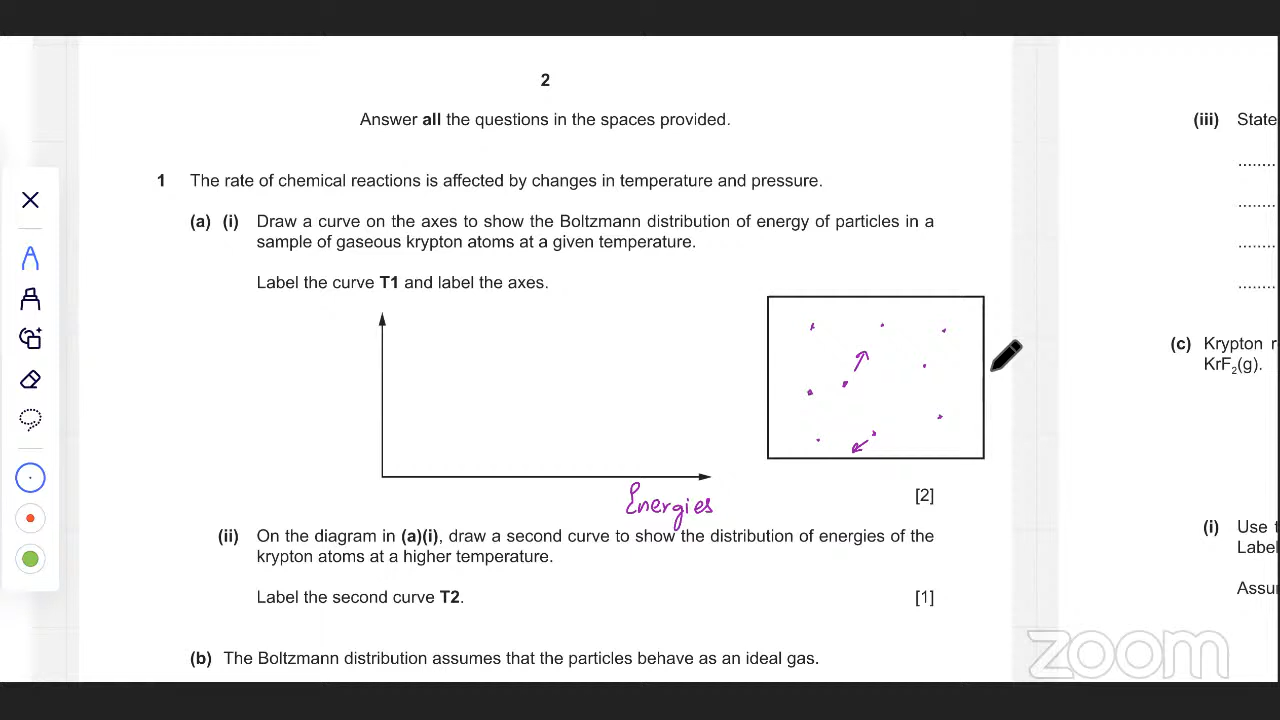 2
Answer all the questions in the spaces provided.
1 The rate of chemical reactions is affected by changes in temperature and pressure.
(a) (i) Draw a curve on the axes to show the Boltzmann distribution of energy of particles in a
sample of gaseous krypton atoms at a given temperature.
Label the curve T1 and label the axes.
Energies
[2]
(ii) On the diagram in (a)(i), draw a second curve to show the distribution of energies of the
krypton atoms at a higher temperature.
Label the second curve T2. [1]
(b) The Boltzmann distribution assumes that the particles behave as an ideal gas.
(iii) State
(c) Krypton r
KrF₂(g).
(i) Use t
Label
Assu
zoom